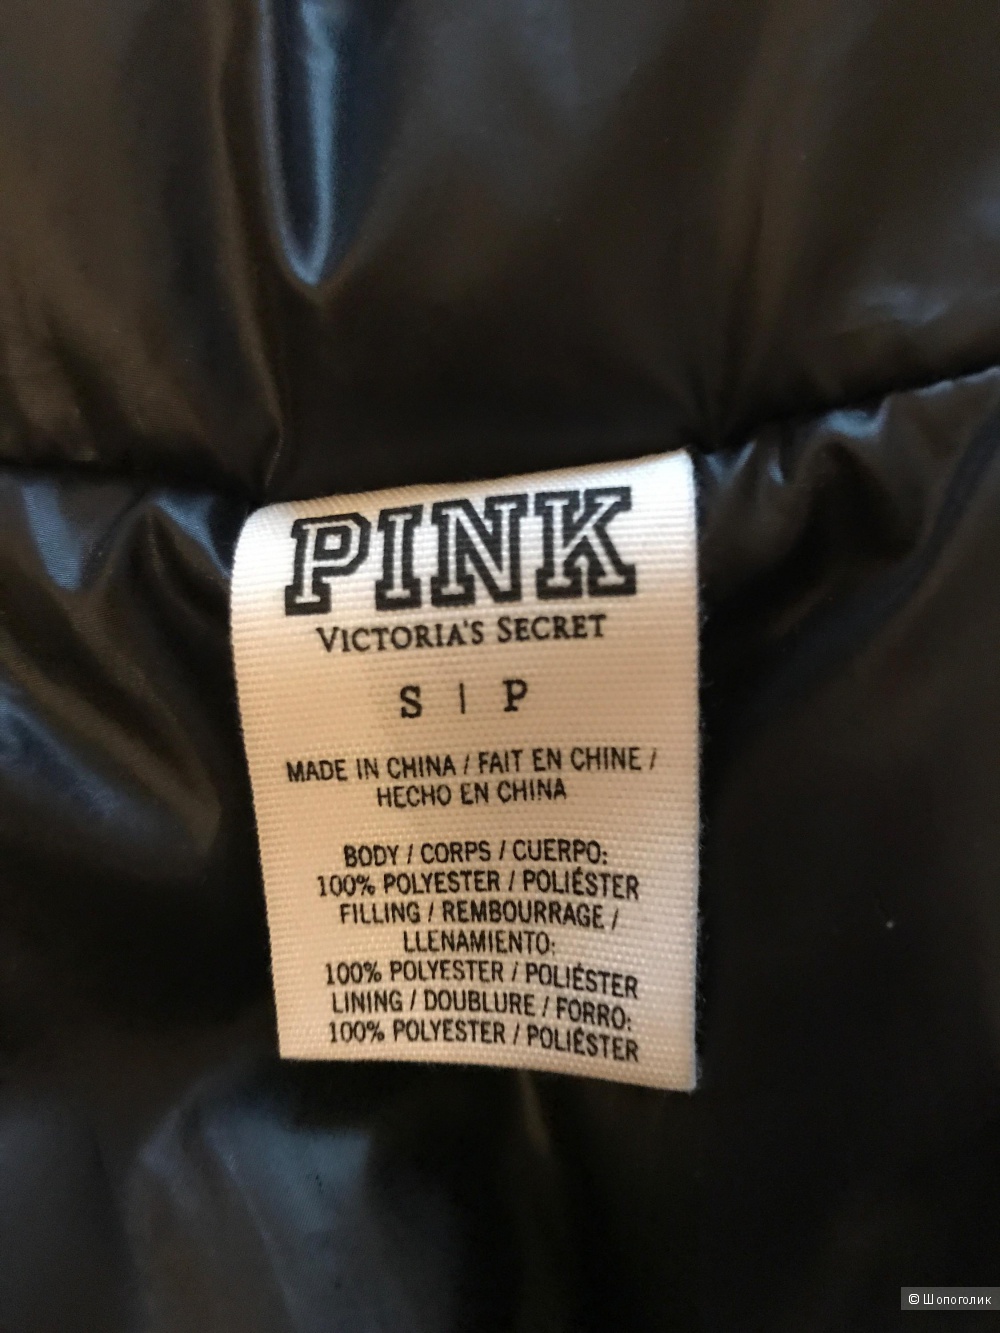 PINK
VICTORIA'S SECRET
S | P
MADE IN CHINA / FAIT EN CHINE /
HECHO EN CHINA
BODY / CORPS / CUERPO:
100% POLYESTER / POLIÉSTER
FILLING / REMBOURRAGE /
LLENAMIENTO:
100% POLYESTER / POLIÉSTER
LINING / DOUBLURE / FORRO:
100% POLYESTER / POLIÉSTER
© Шопоголик